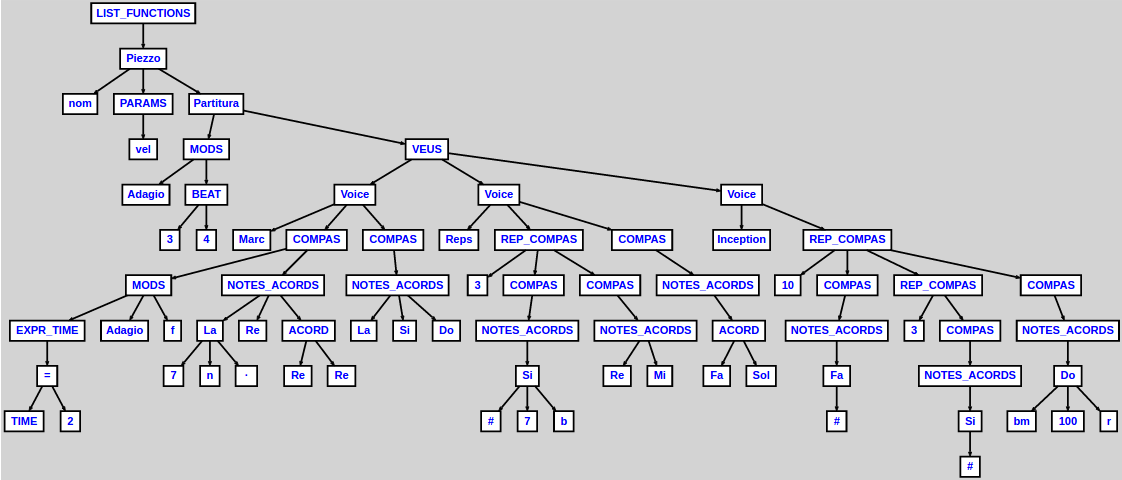 LIST_FUNCTIONS
Piezzo
nom PARAMS Partitura
vel MODS VEUS
Adagio BEAT Voice Voice Voice
3 4 Marc COMPAS COMPAS Reps REP_COMPAS COMPAS Inception REP_COMPAS
MODS NOTES_ACORDS NOTES_ACORDS 3 COMPAS COMPAS NOTES_ACORDS 10 COMPAS REP_COMPAS COMPAS
EXPR_TIME Adagio f La Re ACORD La Si Do NOTES_ACORDS NOTES_ACORDS ACORD NOTES_ACORDS 3 COMPAS NOTES_ACORDS
= 7 n · Re Re Si Re Mi Fa Sol Fa NOTES_ACORDS Do
TIME 2 # 7 b # Si bm 100 r
#